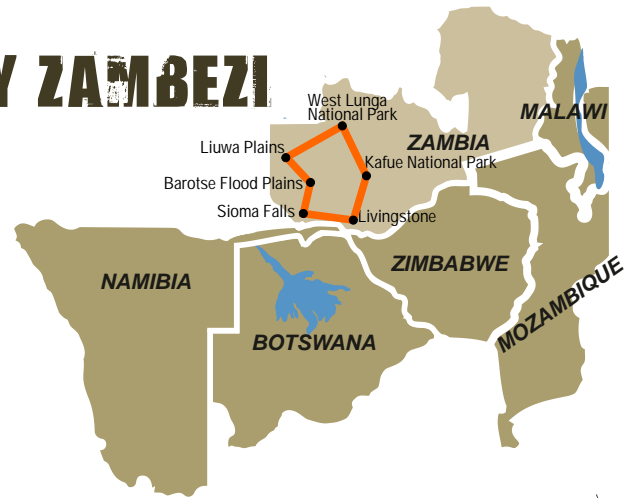 Y ZAMBEZI
West Lunga
National Park
MALAWI
ZAMBIA
Liuwa Plains
Kafue National Park
Barotse Flood Plains
Sioma Falls
Livingstone
ZIMBABWE
NAMIBIA
MOZAMBIQUE
BOTSWANA